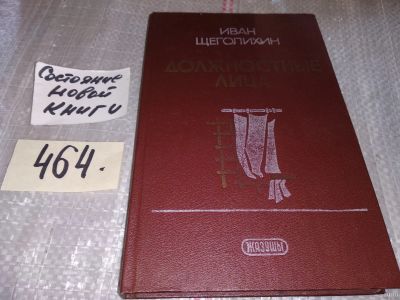 Состояние
новой
книги
464.
ИВАН
ЩЕГОЛИХИН
ДОЛЖНОСТНЫЕ
ЛИЦА
ЖАЗУШЫ